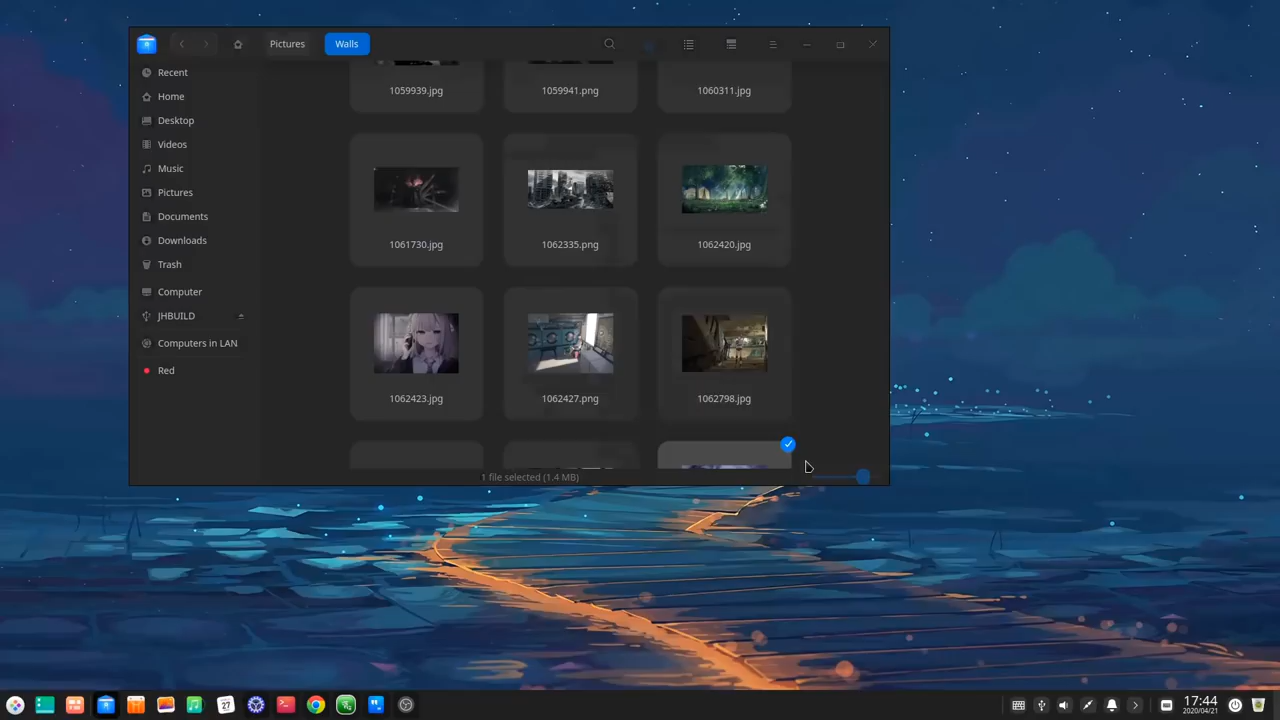 Pictures
Walls
Recent
Home
Desktop
Videos
Music
Pictures
Documents
Downloads
Trash
Computer
JHBUILD
Computers in LAN
Red
1059939.jpg
1059941.png
1060311.jpg
1061730.jpg
1062335.png
1062420.jpg
1062423.jpg
1062427.png
1062798.jpg
1 file selected (1.4 MB)
27
17:44
2020/04/21